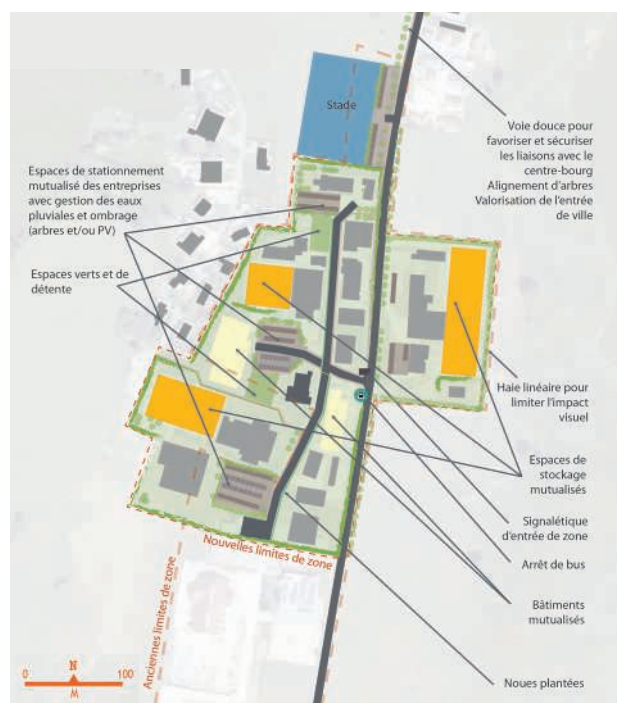 Stade
Voie douce pour
favoriser et sécuriser
les liaisons avec le
centre-bourg
Alignement d'arbres
Valorisation de l'entrée
de ville
Espaces de stationnement
mutualisé des entreprises
avec gestion des eaux
pluviales et ombrage
(arbres et/ou PV)
Espaces verts et de
détente
Haie linéaire pour
limiter l'impact
visuel
Espaces de
stockage
mutualisés
Signalétique
d'entrée de zone
Arrêt de bus
Bâtiments
mutualisés
Noues plantées
Nouvelles limites de zone
Anciennes limites de zone
N
0 100
M